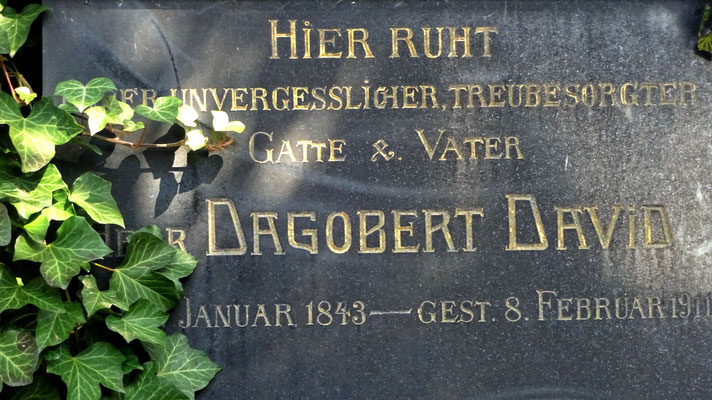 HIER RUHT
UNVERGESSLICHER, TREUBESORGTER
GATTE & VATER
DAGOBERT DAVID
JANUAR 1843 — GEST. 8. FEBRUAR 1911